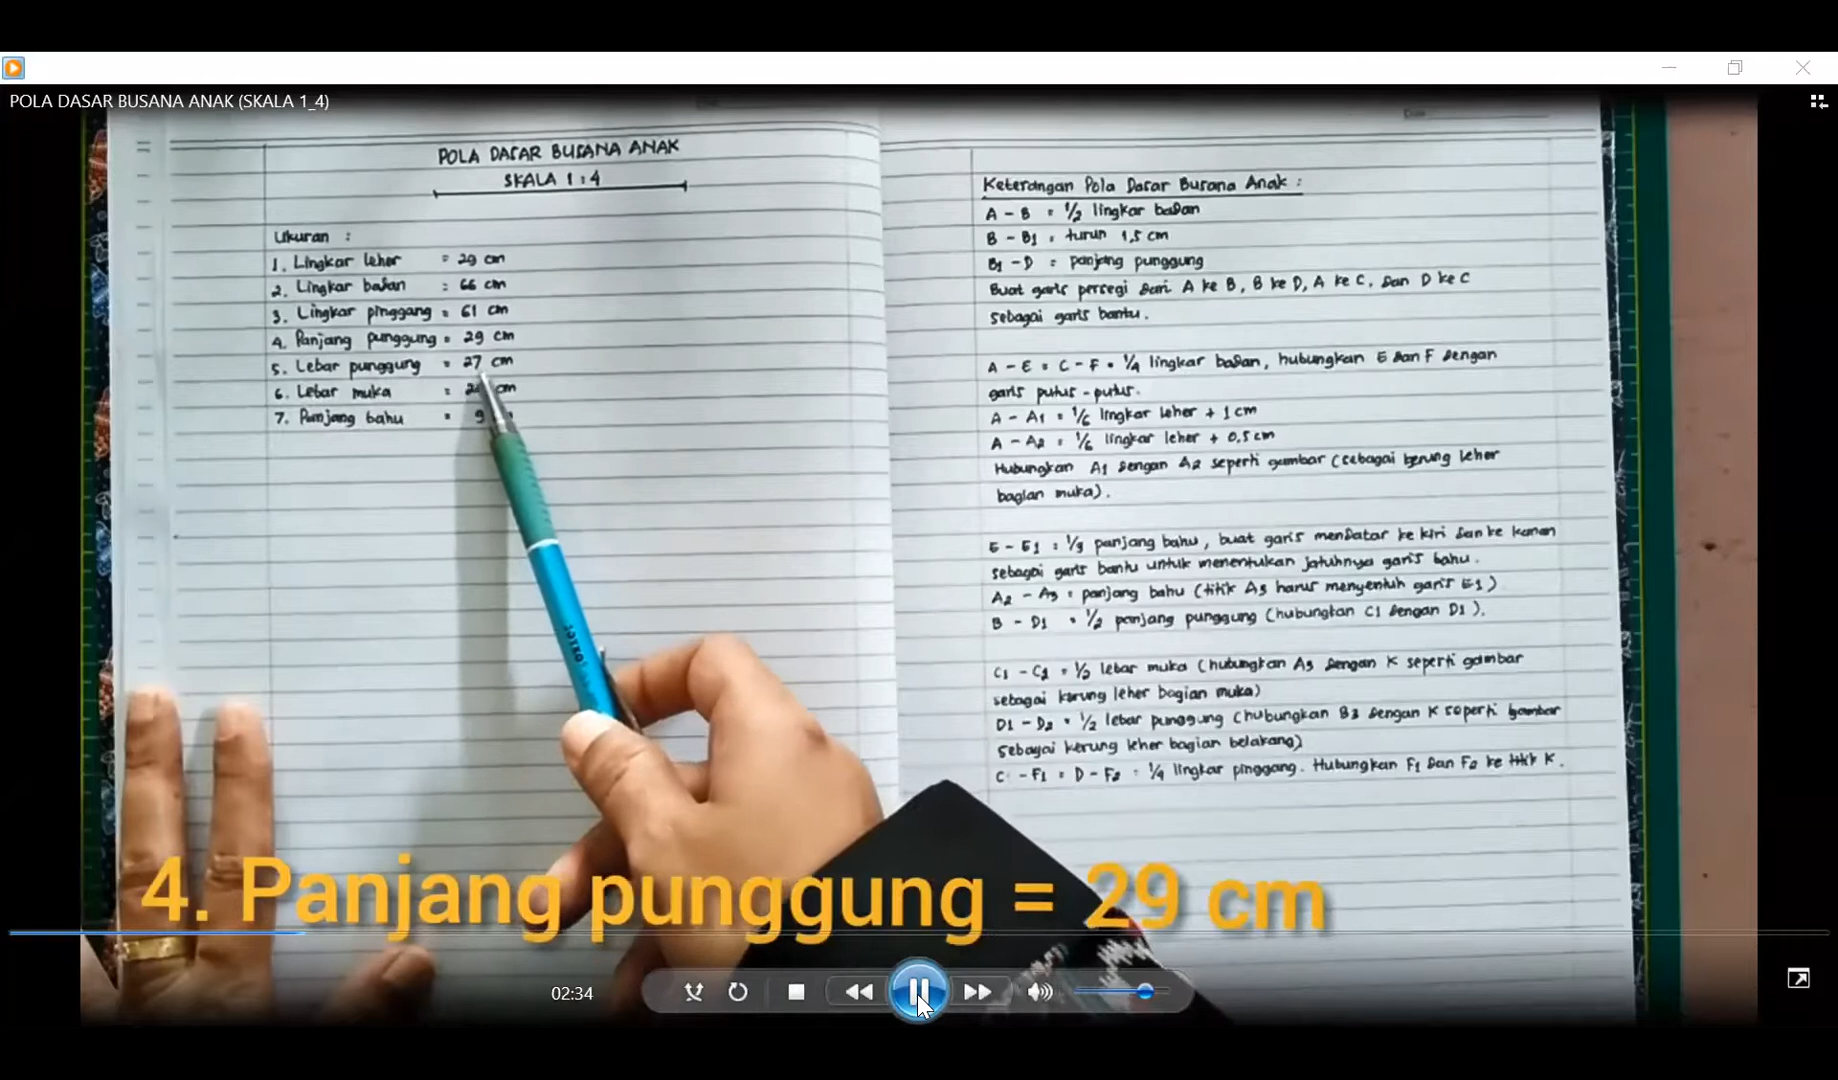 POLA DASAR BUSANA ANAK (SKALA 1_4)
POLA DASAR BUSANA ANAK
SKALA 1:4
Ukuran :
1. Lingkar leher = 29 cm
2. Lingkar badan = 66 cm
3. Lingkar pinggang = 61 cm
4. Panjang punggung = 29 cm
5. Lebar punggung = 27 cm
6. Lebar muka = cm
7. Panjang bahu = 9
Keterangan Pola Dasar Busana Anak :
A - B = 1/2 lingkar badan
B - B1 = turun 1,5 cm
B1 - D = panjang punggung
Buat garis persegi dari A ke B, B ke D, A ke C, dan D ke C
sebagai garis bantu.
A - E = C - F = 1/4 lingkar badan, hubungkan E dan F dengan
garis putus - putus.
A - A1 = 1/6 lingkar leher + 1 cm
A - A2 = 1/6 lingkar leher + 0,5 cm
Hubungkan A1 dengan A2 seperti gambar (sebagai kerung leher
bagian muka).
E - E1 = 1/3 panjang bahu, buat garis mendatar ke kiri dan ke kanan
sebagai garis bantu untuk menentukan jatuhnya garis bahu.
A2 - A3 = panjang bahu (titik A3 harus menyentuh garis E1)
B - D1 = 1/2 panjang punggung (hubungkan C1 dengan D1).
C1 - C2 = 1/2 lebar muka (hubungkan A3 dengan K seperti gambar
sebagai kerung leher bagian muka)
D1 - D2 = 1/2 lebar punggung (hubungkan B3 dengan K seperti gambar
sebagai kerung leher bagian belakang)
C - F1 = D - F2 = 1/4 lingkar pinggang. Hubungkan F1 dan F2 ke titik K.
JOYKO
4. Panjang punggung = 29 cm
02:34